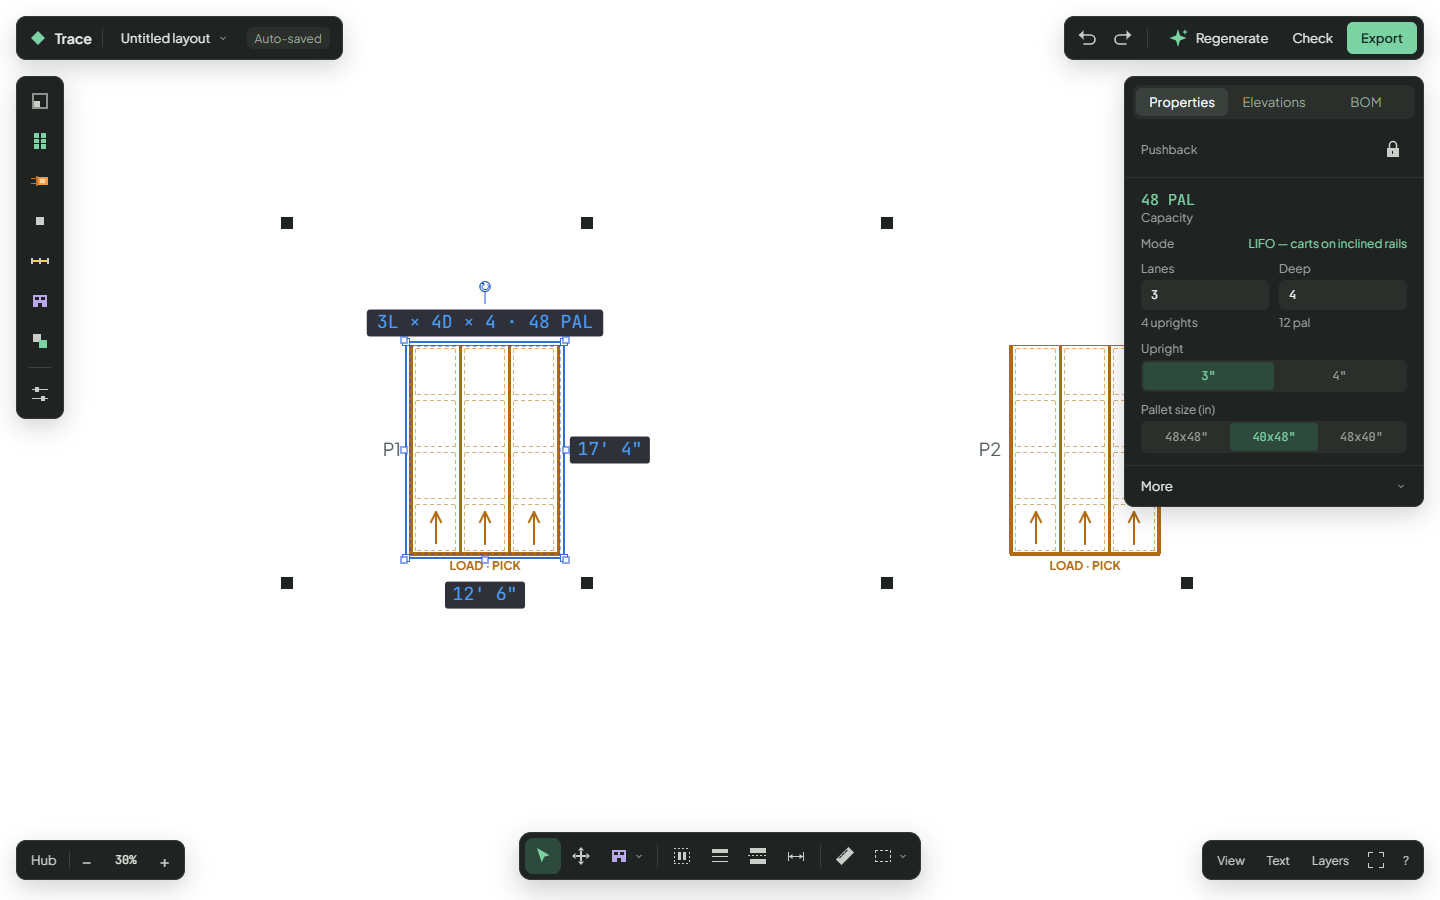 Trace
Untitled layout
Auto-saved
Regenerate
Check
Export
Properties
Elevations
BOM
Pushback
48 PAL
Capacity
Mode
LIFO — carts on inclined rails
Lanes
Deep
3
4
4 uprights
12 pal
Upright
3"
4"
Pallet size (in)
48x48"
40x48"
48x40"
More
3L × 4D × 4 · 48 PAL
P1
17' 4"
LOAD · PICK
12' 6"
P2
LOAD · PICK
Hub
–
30%
+
View
Text
Layers
?